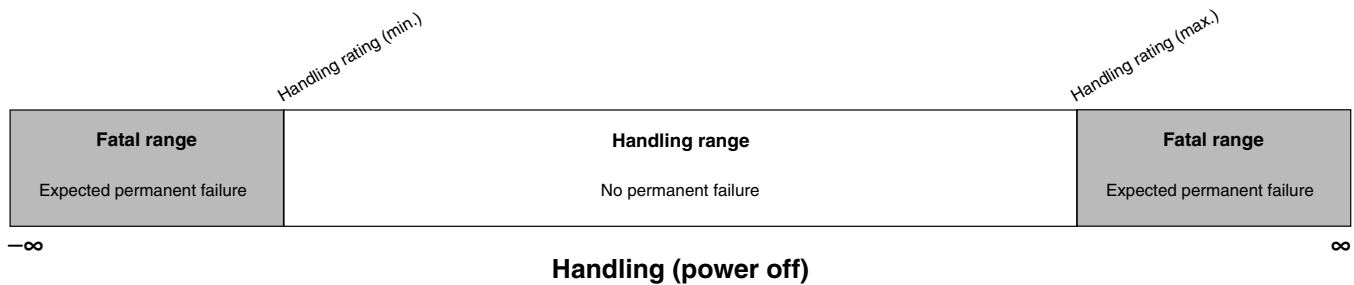 Handling rating (min.)
Handling rating (max.)
Fatal range
Handling range
Fatal range
Expected permanent failure
No permanent failure
Expected permanent failure
–∞
∞
Handling (power off)